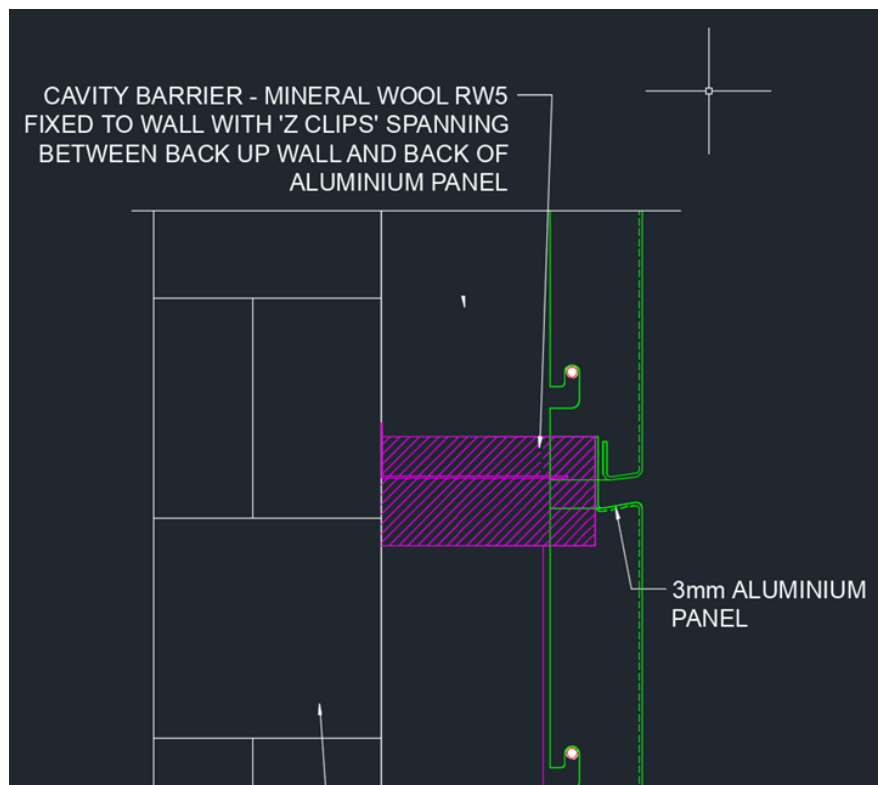 CAVITY BARRIER - MINERAL WOOL RW5
FIXED TO WALL WITH 'Z CLIPS' SPANNING
BETWEEN BACK UP WALL AND BACK OF
ALUMINIUM PANEL
3mm ALUMINIUM
PANEL